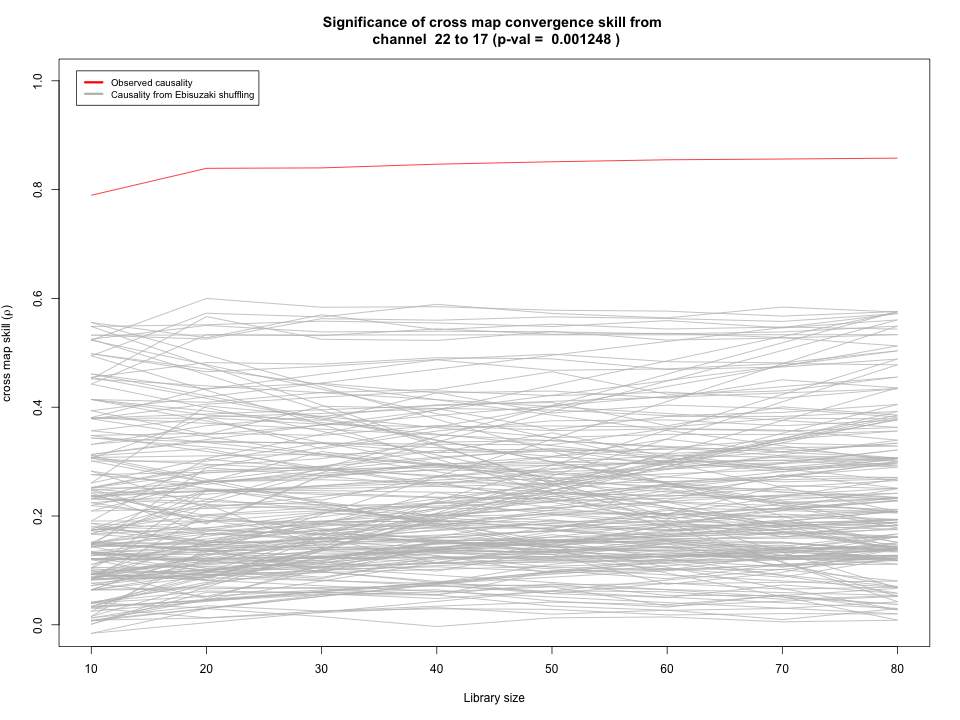 Significance of cross map convergence skill from
channel  22 to 17 (p-val =  0.001248 )
Observed causality
Causality from Ebisuzaki shuffling
cross map skill (ρ)
1.0
0.8
0.6
0.4
0.2
0.0
10 20 30 40 50 60 70 80
Library size